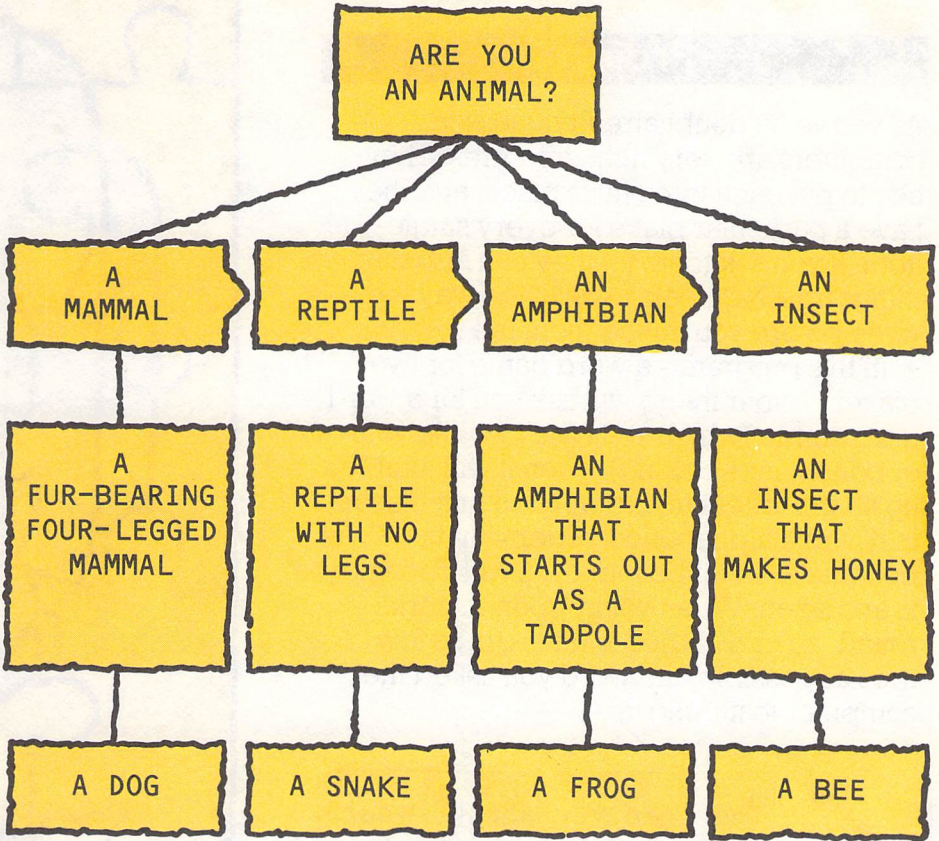 ARE YOU
AN ANIMAL?
A
MAMMAL
A
REPTILE
AN
AMPHIBIAN
AN
INSECT
A
FUR-BEARING
FOUR-LEGGED
MAMMAL
A
REPTILE
WITH NO
LEGS
AN
AMPHIBIAN
THAT
STARTS OUT
AS A
TADPOLE
AN
INSECT
THAT
MAKES HONEY
A DOG
A SNAKE
A FROG
A BEE